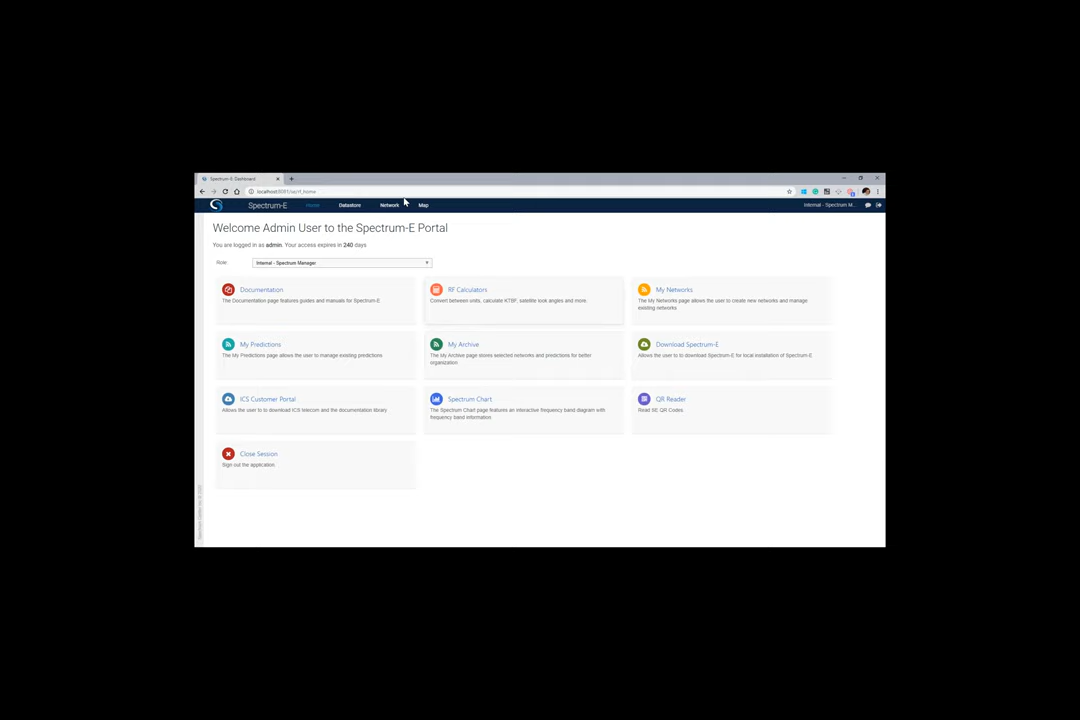 Spectrum-E Dashboard
localhost:8081/se/rf_home
Spectrum-E Home Datastore Network Map Internal - Spectrum M...
Welcome Admin User to the Spectrum-E Portal
You are logged in as admin. Your access expires in 240 days
Role: Internal - Spectrum Manager
Documentation
The Documentation page features guides and manuals for Spectrum-E
RF Calculators
Convert between units, calculate KTBF, satellite look angles and more.
My Networks
The My Networks page allows the user to create new networks and manage
existing networks
My Predictions
The My Predictions page allows the user to manage existing predictions
My Archive
The My Archive page stores selected networks and predictions for better
organization
Download Spectrum-E
Allows the user to to download Spectrum-E for local installation of Spectrum-E
ICS Customer Portal
Allows the user to to download ICS telecom and the documentation library
Spectrum Chart
The Spectrum Chart page features an interactive frequency band diagram with
frequency band information
QR Reader
Read SE QR Codes.
Close Session
Sign out the application.